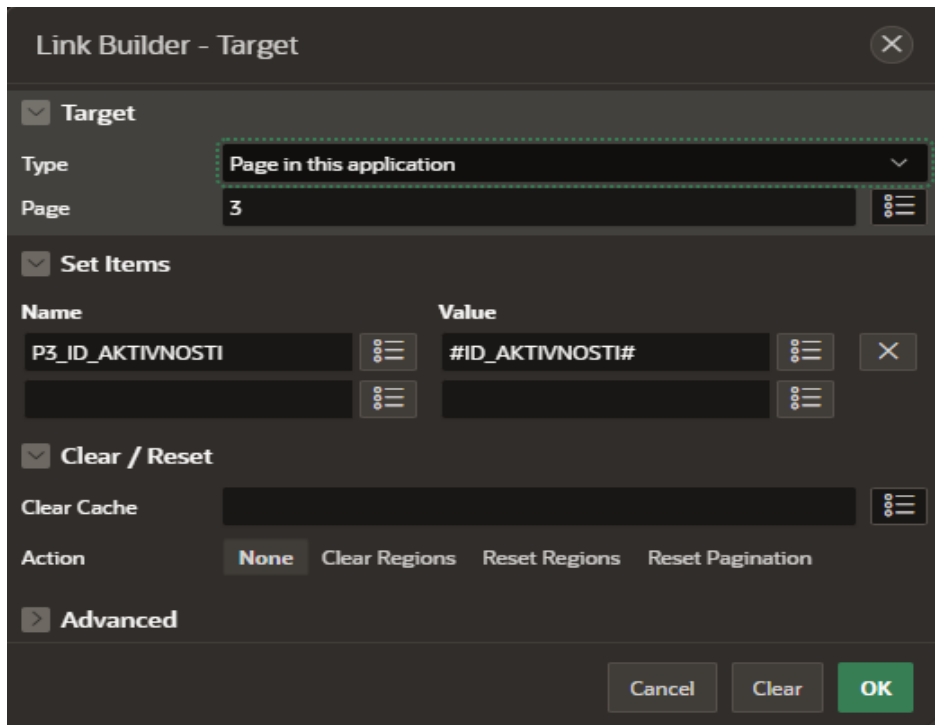 Link Builder - Target
Target
Type Page in this application
Page 3
Set Items
Name Value
P3_ID_AKTIVNOSTI #ID_AKTIVNOSTI#
Clear / Reset
Clear Cache
Action None Clear Regions Reset Regions Reset Pagination
Advanced
Cancel Clear OK